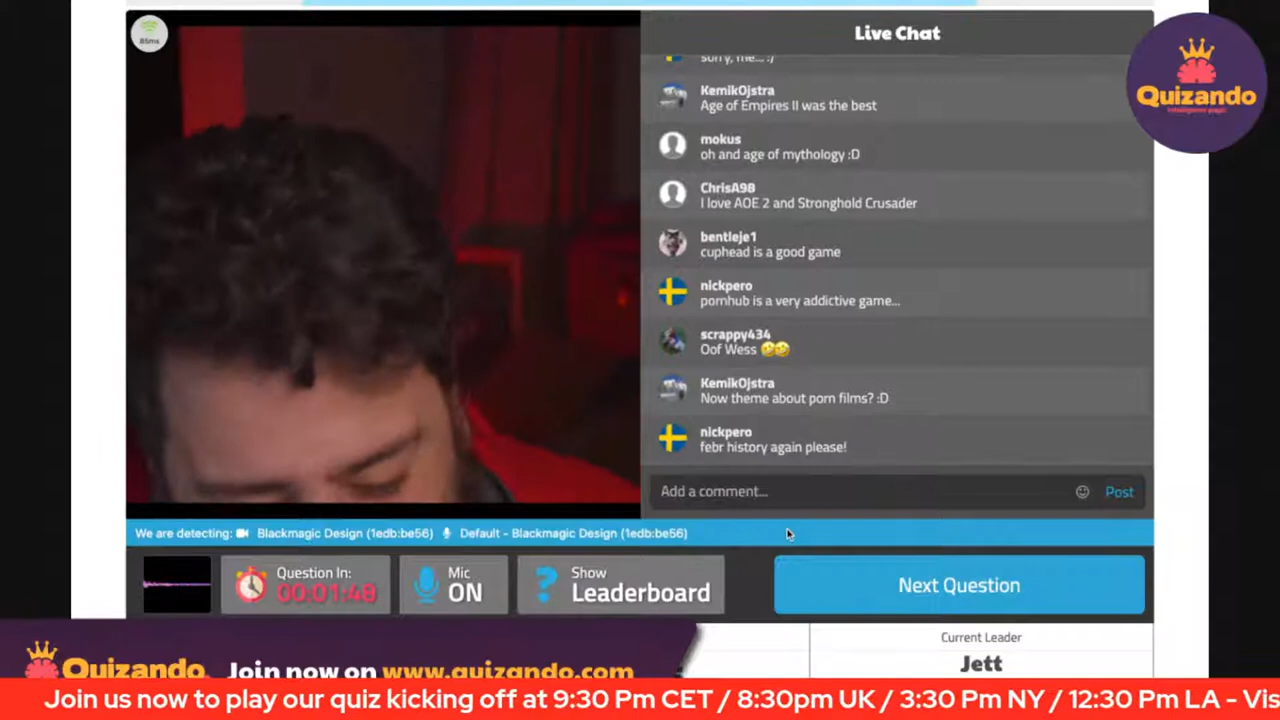 85ms
Live Chat
sorry, me... :/
KemikOjstra
Age of Empires II was the best
mokus
oh and age of mythology :D
ChrisA98
I love AOE 2 and Stronghold Crusader
bentleje1
cuphead is a good game
nickpero
pornhub is a very addictive game...
scrappy434
Oof Wess 🤣🤣
KemikOjstra
Now theme about porn films? :D
nickpero
febr history again please!
Add a comment...
Post
Quizando
We are detecting: Blackmagic Design (1edb:be56) Default - Blackmagic Design (1edb:be56)
Question In:
00:01:48
Mic
ON
Show
Leaderboard
Next Question
Current Leader
Jett
Quizando Join now on www.quizando.com
Join us now to play our quiz kicking off at 9:30 Pm CET / 8:30pm UK / 3:30 Pm NY / 12:30 Pm LA - Vis